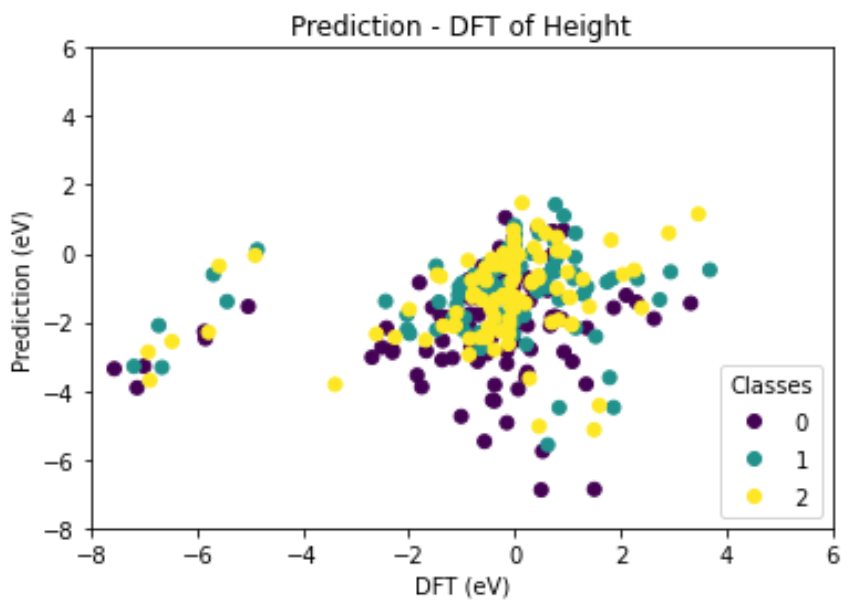 Prediction - DFT of Height
6
4
2
0
−2
−4
−6
−8
Prediction (eV)
−8 −6 −4 −2 0 2 4 6
DFT (eV)
Classes
0
1
2